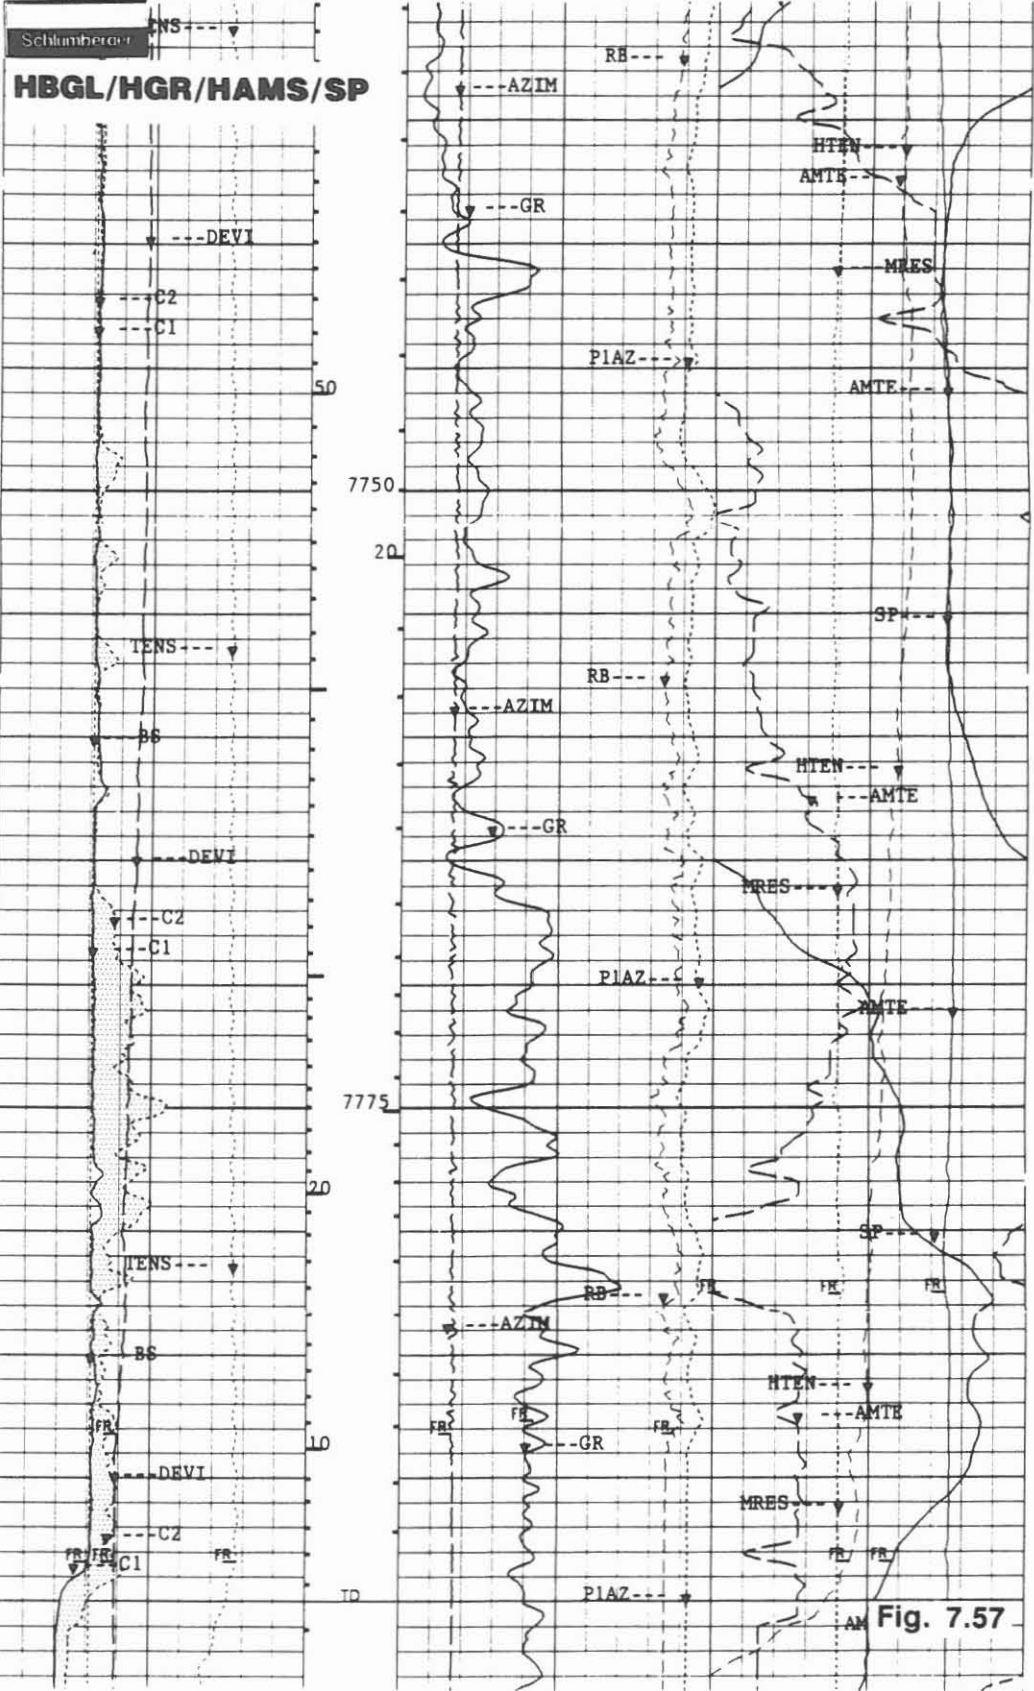 TENS---
Schlumberger
HBGL/HGR/HAMS/SP
RB---
---AZIM
HTEN---
AMTE---
---GR
---DEVI
MRES
---C2
---C1
P1AZ---
50
AMTE---
7750
20
SP---
TENS---
RB---
---AZIM
BS
HTEN---
---AMTE
---GR
---DEVI
MRES---
---C2
---C1
P1AZ---
AMTE
7775
20
SP---
TENS---
FR
FR
FR
RB---
---AZIM
BS
HTEN---
---AMTE
FR
FR
FR
FR
10
---GR
---DEVI
MRES---
---C2
FR
FR
FR
FR
FR
C1
TD
P1AZ---
AM
Fig. 7.57